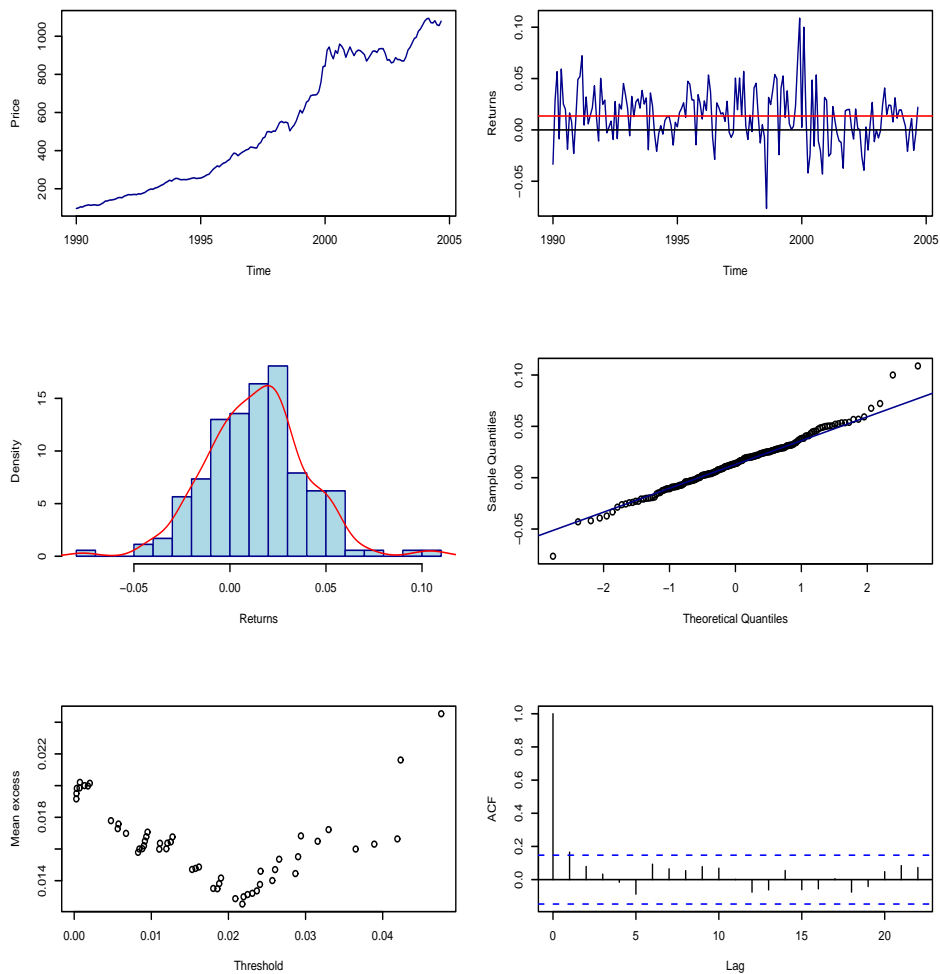 Price
200 400 600 800 1000
1990 1995 2000 2005
Time
Returns
−0.05 0.00 0.05 0.10
1990 1995 2000 2005
Time
Density
0 5 10 15
−0.05 0.00 0.05 0.10
Returns
Sample Quantiles
−0.05 0.00 0.05 0.10
−2 −1 0 1 2
Theoretical Quantiles
Mean excess
0.014 0.018 0.022
0.00 0.01 0.02 0.03 0.04
Threshold
ACF
0.0 0.2 0.4 0.6 0.8 1.0
0 5 10 15 20
Lag